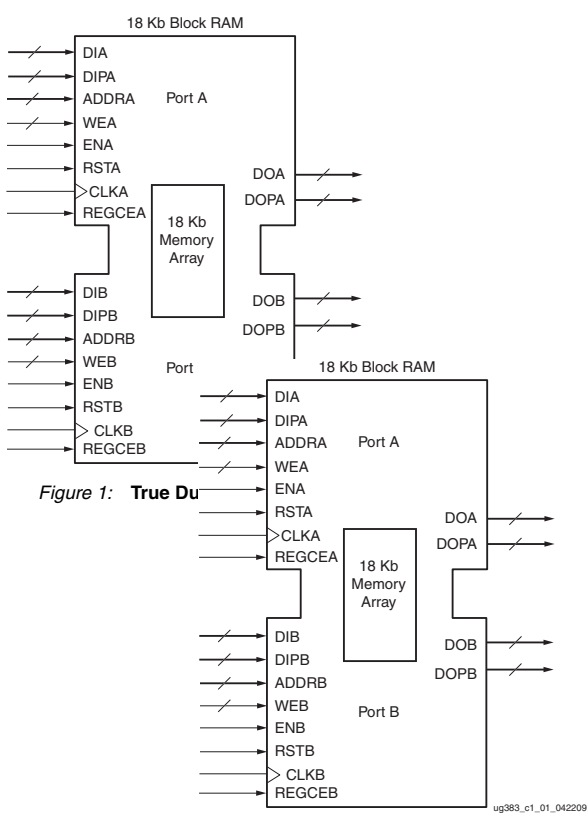 18 Kb Block RAM
DIA
DIPA
ADDRA
Port A
WEA
ENA
RSTA
CLKA
REGCEA
DOA
DOPA
18 Kb
Memory
Array
DIB
DIPB
ADDRB
WEB
Port
ENB
RSTB
CLKB
REGCEB
DOB
DOPB
Figure 1: True Du
18 Kb Block RAM
DIA
DIPA
ADDRA
Port A
WEA
ENA
RSTA
CLKA
REGCEA
DOA
DOPA
18 Kb
Memory
Array
DIB
DIPB
ADDRB
WEB
Port B
ENB
RSTB
CLKB
REGCEB
DOB
DOPB
ug383_c1_01_042209